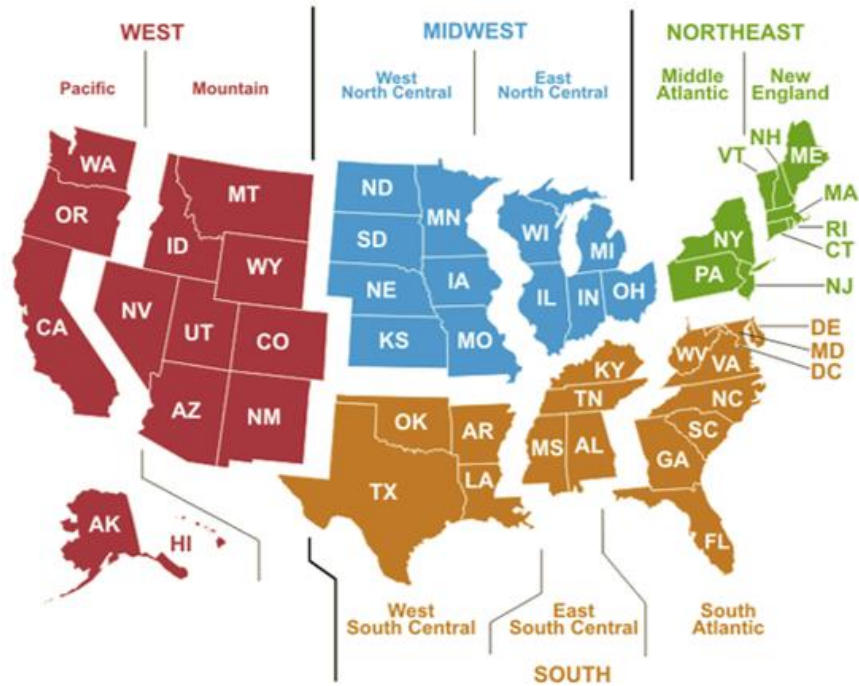 WEST
MIDWEST
NORTHEAST
Pacific
Mountain
West
North Central
East
North Central
Middle
Atlantic
New
England
WA
OR
CA
NV
ID
MT
WY
UT
CO
AZ
NM
AK
HI
ND
SD
NE
KS
MN
IA
MO
WI
IL
MI
IN
OH
VT
NH
ME
MA
RI
CT
NY
PA
NJ
DE
MD
DC
WV
VA
NC
SC
GA
FL
KY
TN
MS
AL
OK
AR
TX
LA
West
South Central
East
South Central
South
Atlantic
SOUTH